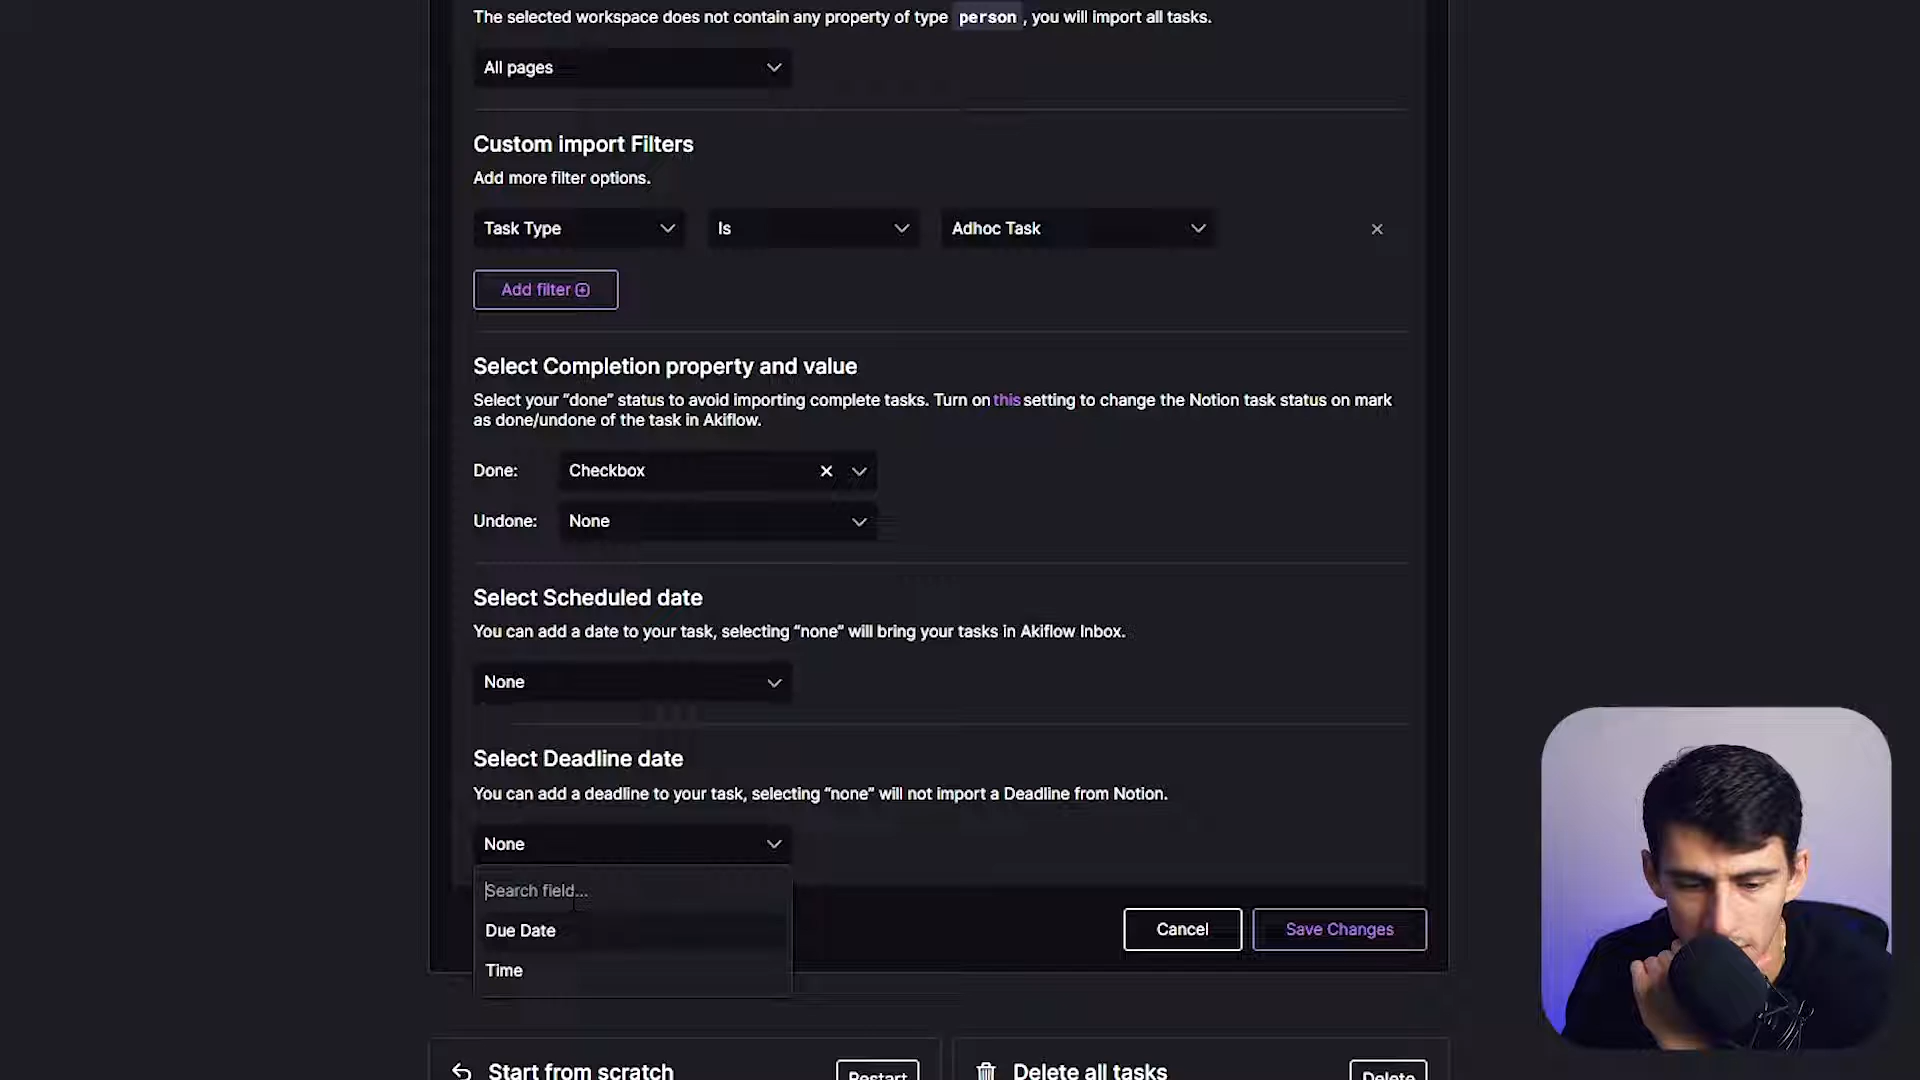 The selected workspace does not contain any property of type person , you will import all tasks.
All pages
Custom import Filters
Add more filter options.
Task Type
Is
Adhoc Task
Add filter
Select Completion property and value
Select your “done” status to avoid importing complete tasks. Turn on this setting to change the Notion task status on mark
as done/undone of the task in Akiflow.
Done:
Checkbox
Undone:
None
Select Scheduled date
You can add a date to your task, selecting “none” will bring your tasks in Akiflow Inbox.
None
Select Deadline date
You can add a deadline to your task, selecting “none” will not import a Deadline from Notion.
None
Search field...
Due Date
Time
Cancel
Save Changes
Start from scratch
Restart
Delete all tasks
Delete